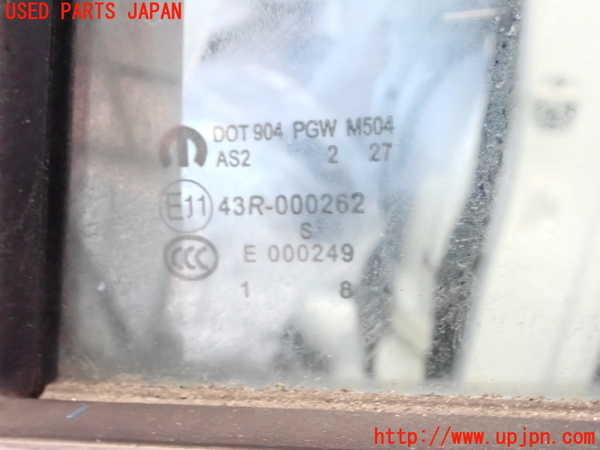 USED PARTS JAPAN
DOT 904 PGW M504
AS2 2 27
E11 43R-000262
S
CCC E 000249
1 8
http://www.upjpn.com/